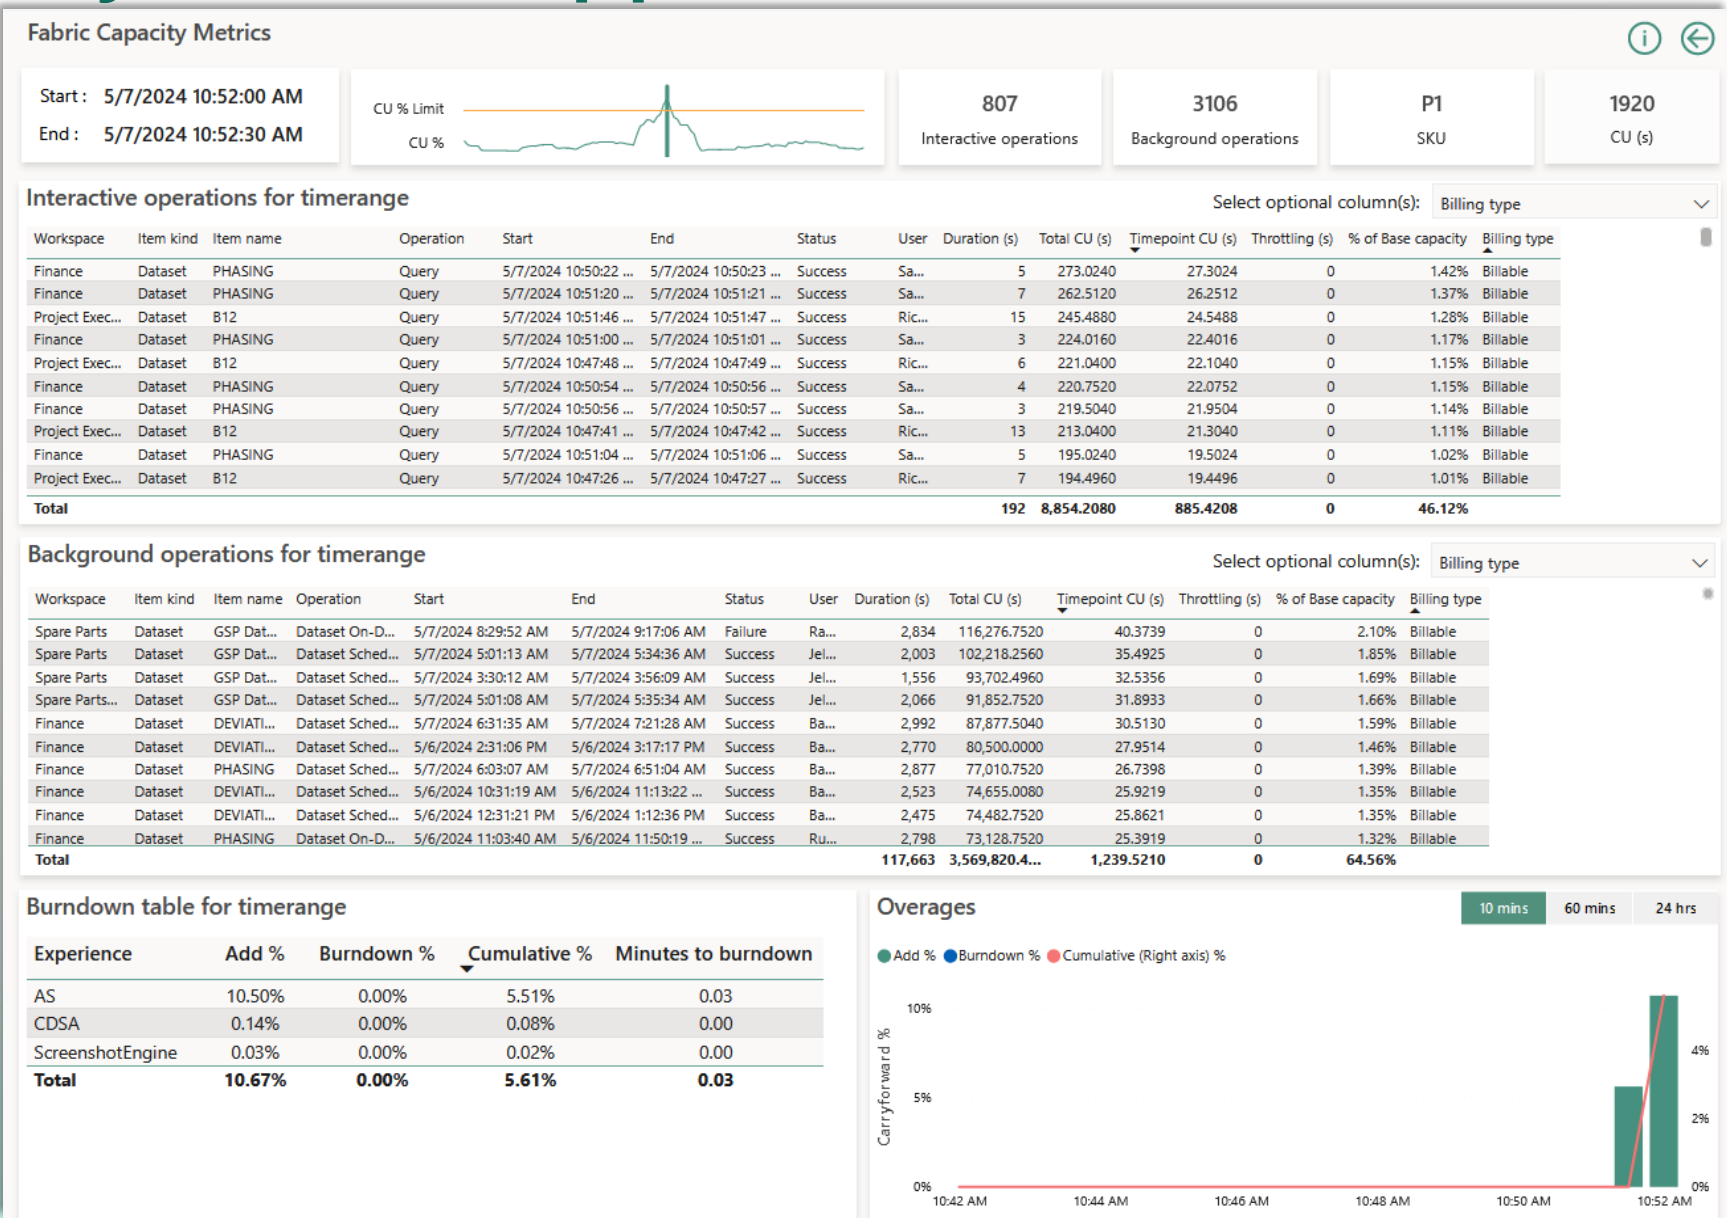 Fabric Capacity Metrics
Start : 5/7/2024 10:52:00 AM
End : 5/7/2024 10:52:30 AM
CU % Limit
CU %
807
Interactive operations
3106
Background operations
P1
SKU
1920
CU (s)
Interactive operations for timerange
Select optional column(s): Billing type
Workspace Item kind Item name Operation Start End Status User Duration (s) Total CU (s) Timepoint CU (s) Throttling (s) % of Base capacity Billing type
Finance Dataset PHASING Query 5/7/2024 10:50:22 ... 5/7/2024 10:50:23 ... Success Sa... 5 273.0240 27.3024 0 1.42% Billable
Finance Dataset PHASING Query 5/7/2024 10:51:20 ... 5/7/2024 10:51:21 ... Success Sa... 7 262.5120 26.2512 0 1.37% Billable
Project Exec... Dataset B12 Query 5/7/2024 10:51:46 ... 5/7/2024 10:51:47 ... Success Ric... 15 245.4880 24.5488 0 1.28% Billable
Finance Dataset PHASING Query 5/7/2024 10:51:00 ... 5/7/2024 10:51:01 ... Success Sa... 3 224.0160 22.4016 0 1.17% Billable
Project Exec... Dataset B12 Query 5/7/2024 10:47:48 ... 5/7/2024 10:47:49 ... Success Ric... 6 221.0400 22.1040 0 1.15% Billable
Finance Dataset PHASING Query 5/7/2024 10:50:54 ... 5/7/2024 10:50:56 ... Success Sa... 4 220.7520 22.0752 0 1.15% Billable
Finance Dataset PHASING Query 5/7/2024 10:50:56 ... 5/7/2024 10:50:57 ... Success Sa... 3 219.5040 21.9504 0 1.14% Billable
Project Exec... Dataset B12 Query 5/7/2024 10:47:41 ... 5/7/2024 10:47:42 ... Success Ric... 13 213.0400 21.3040 0 1.11% Billable
Finance Dataset PHASING Query 5/7/2024 10:51:04 ... 5/7/2024 10:51:06 ... Success Sa... 5 195.0240 19.5024 0 1.02% Billable
Project Exec... Dataset B12 Query 5/7/2024 10:47:26 ... 5/7/2024 10:47:27 ... Success Ric... 7 194.4960 19.4496 0 1.01% Billable
Total 192 8,854.2080 885.4208 0 46.12%
Background operations for timerange
Select optional column(s): Billing type
Workspace Item kind Item name Operation Start End Status User Duration (s) Total CU (s) Timepoint CU (s) Throttling (s) % of Base capacity Billing type
Spare Parts Dataset GSP Dat... Dataset On-D... 5/7/2024 8:29:52 AM 5/7/2024 9:17:06 AM Failure Ra... 2,834 116,276.7520 40.3739 0 2.10% Billable
Spare Parts Dataset GSP Dat... Dataset Sched... 5/7/2024 5:01:13 AM 5/7/2024 5:34:36 AM Success Jel... 2,003 102,218.2560 35.4925 0 1.85% Billable
Spare Parts Dataset GSP Dat... Dataset Sched... 5/7/2024 3:30:12 AM 5/7/2024 3:56:09 AM Success Jel... 1,556 93,702.4960 32.5356 0 1.69% Billable
Spare Parts... Dataset GSP Dat... Dataset Sched... 5/7/2024 5:01:08 AM 5/7/2024 5:35:34 AM Success Jel... 2,066 91,852.7520 31.8933 0 1.66% Billable
Finance Dataset DEVIATI... Dataset Sched... 5/7/2024 6:31:35 AM 5/7/2024 7:21:28 AM Success Ba... 2,992 87,877.5040 30.5130 0 1.59% Billable
Finance Dataset DEVIATI... Dataset Sched... 5/6/2024 2:31:06 PM 5/6/2024 3:17:17 PM Success Ba... 2,770 80,500.0000 27.9514 0 1.46% Billable
Finance Dataset PHASING Dataset Sched... 5/7/2024 6:03:07 AM 5/7/2024 6:51:04 AM Success Ba... 2,877 77,010.7520 26.7398 0 1.39% Billable
Finance Dataset DEVIATI... Dataset Sched... 5/6/2024 10:31:19 AM 5/6/2024 11:13:22 ... Success Ba... 2,523 74,655.0080 25.9219 0 1.35% Billable
Finance Dataset DEVIATI... Dataset Sched... 5/6/2024 12:31:21 PM 5/6/2024 1:12:36 PM Success Ba... 2,475 74,482.7520 25.8621 0 1.35% Billable
Finance Dataset PHASING Dataset On-D... 5/6/2024 11:03:40 AM 5/6/2024 11:50:19 ... Success Ru... 2,798 73,128.7520 25.3919 0 1.32% Billable
Total 117,663 3,569,820.4... 1,239.5210 0 64.56%
Burndown table for timerange
Experience Add % Burndown % Cumulative % Minutes to burndown
AS 10.50% 0.00% 5.51% 0.03
CDSA 0.14% 0.00% 0.08% 0.00
ScreenshotEngine 0.03% 0.00% 0.02% 0.00
Total 10.67% 0.00% 5.61% 0.03
Overages
10 mins 60 mins 24 hrs
Add % Burndown % Cumulative (Right axis) %
Carryforward %
10%
5%
0%
4%
2%
0%
10:42 AM 10:44 AM 10:46 AM 10:48 AM 10:50 AM 10:52 AM